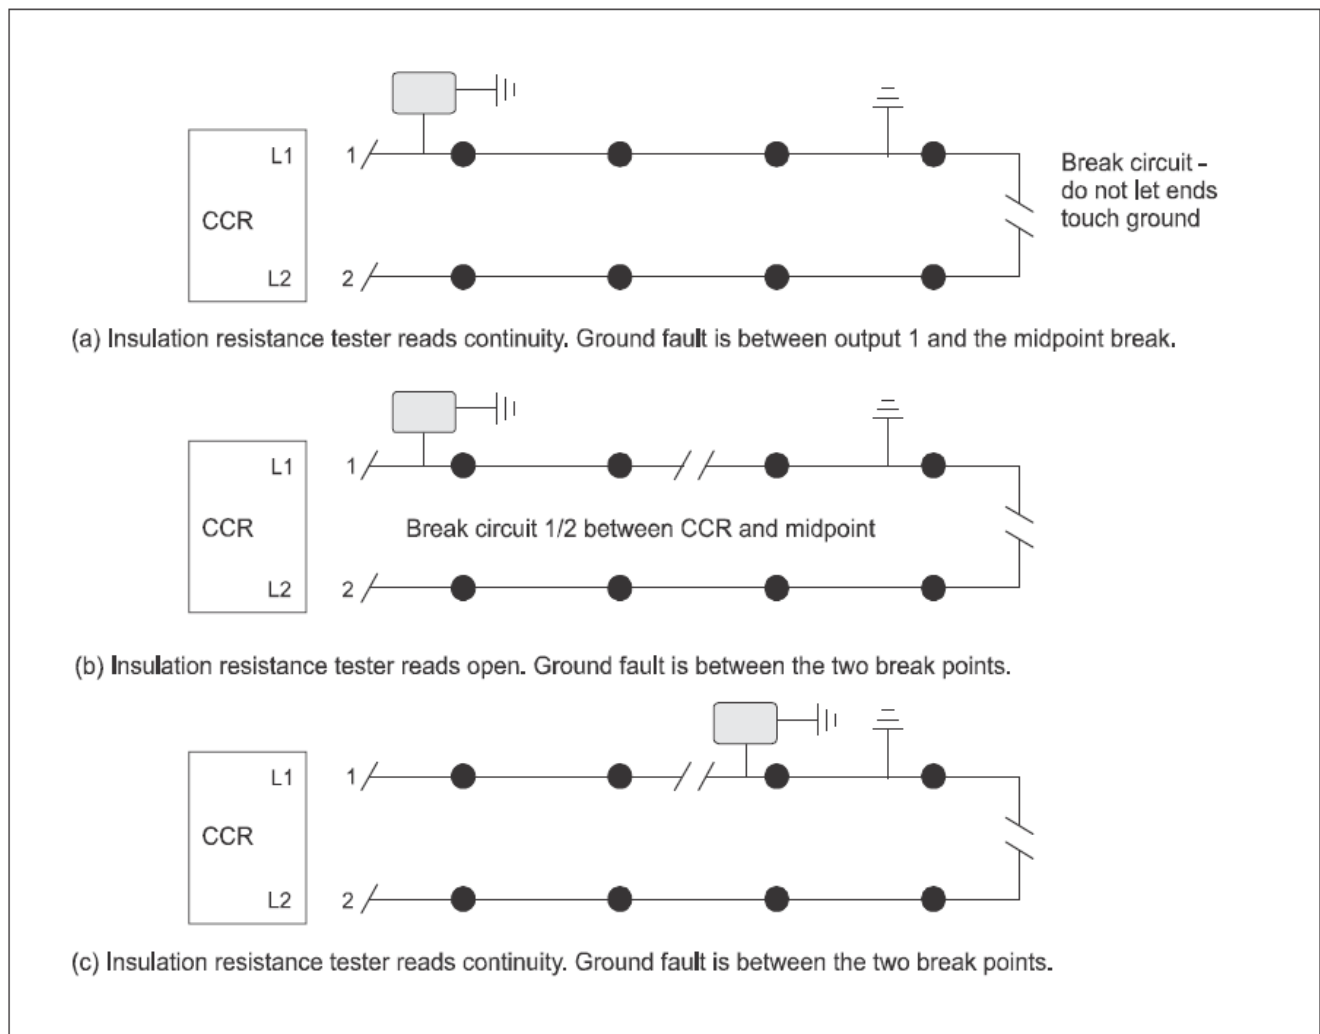 L1
1
CCR
L2
2
Break circuit -
do not let ends
touch ground
(a) Insulation resistance tester reads continuity. Ground fault is between output 1 and the midpoint break.
L1
1
CCR
Break circuit 1/2 between CCR and midpoint
L2
2
(b) Insulation resistance tester reads open. Ground fault is between the two break points.
L1
1
CCR
L2
2
(c) Insulation resistance tester reads continuity. Ground fault is between the two break points.